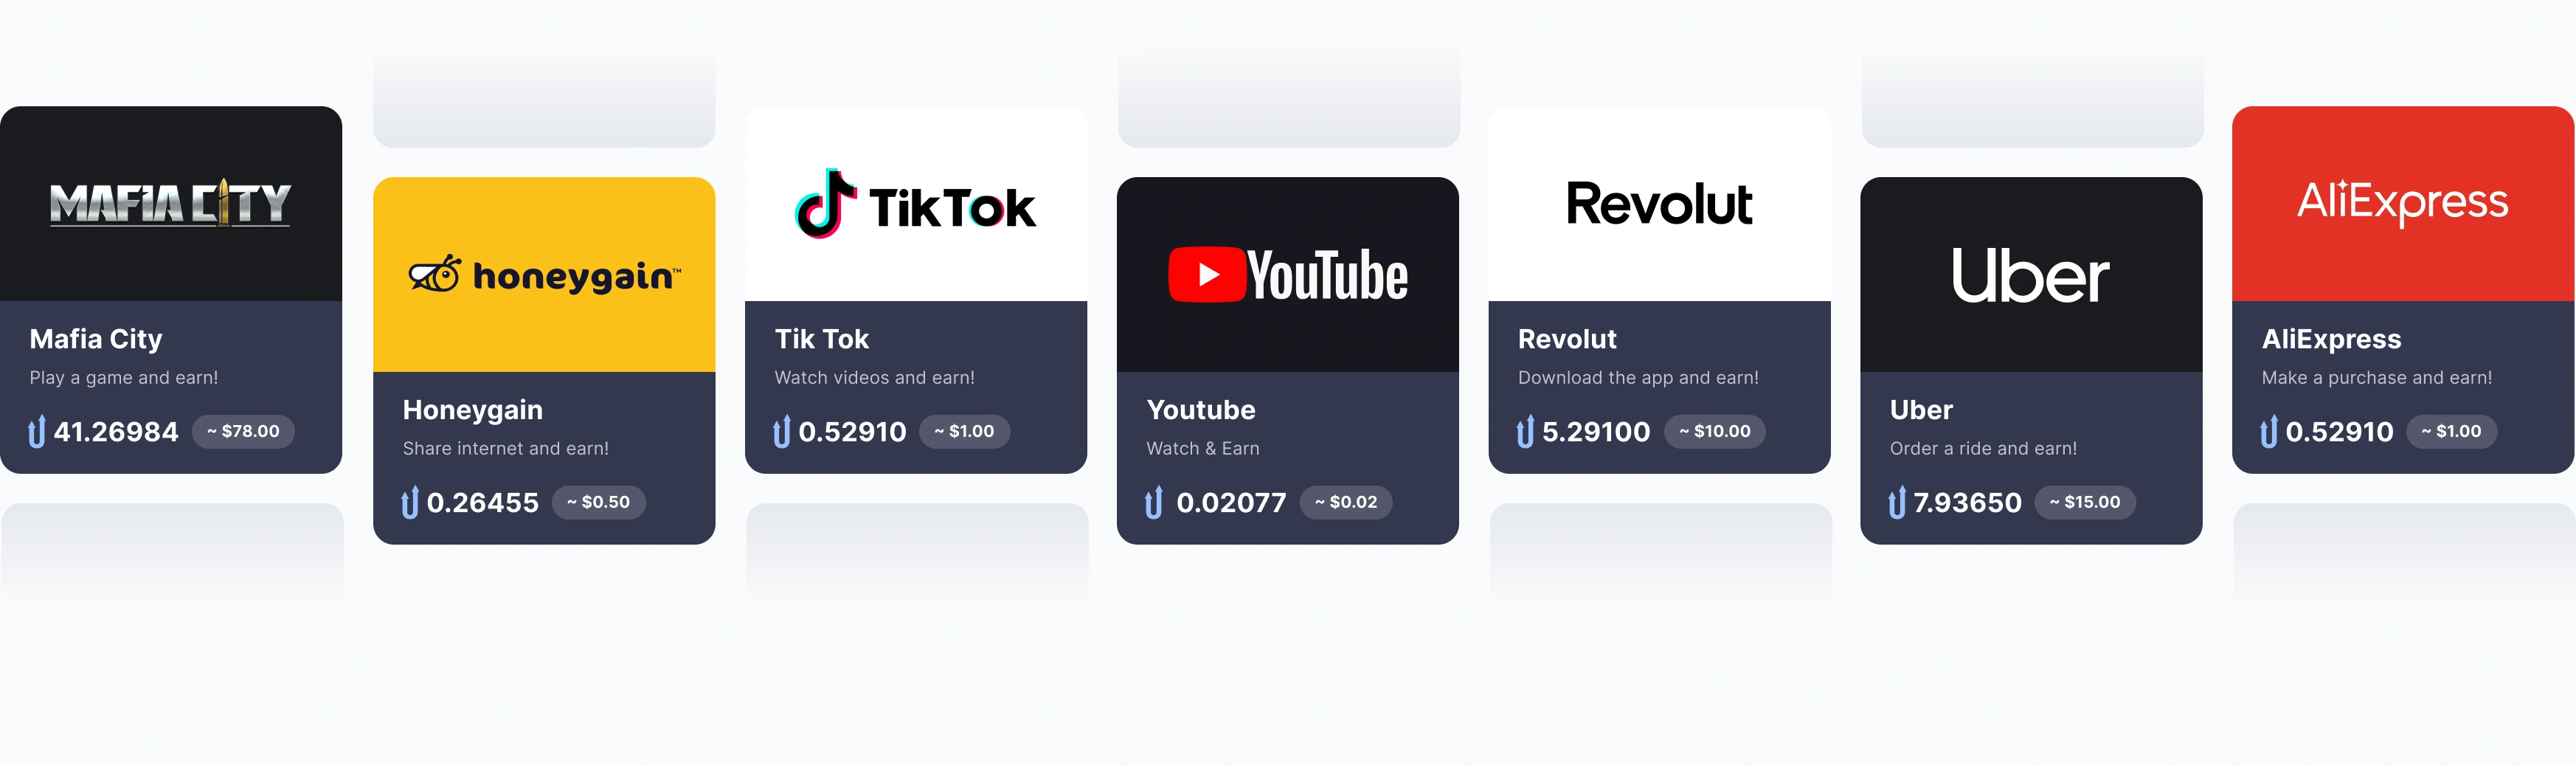 MAFIA CITY
Mafia City
Play a game and earn!
41.26984 ~ $78.00
honeygain™
Honeygain
Share internet and earn!
0.26455 ~ $0.50
TikTok
Tik Tok
Watch videos and earn!
0.52910 ~ $1.00
YouTube
Youtube
Watch & Earn
0.02077 ~ $0.02
Revolut
Revolut
Download the app and earn!
5.29100 ~ $10.00
Uber
Uber
Order a ride and earn!
7.93650 ~ $15.00
AliExpress
AliExpress
Make a purchase and earn!
0.52910 ~ $1.00